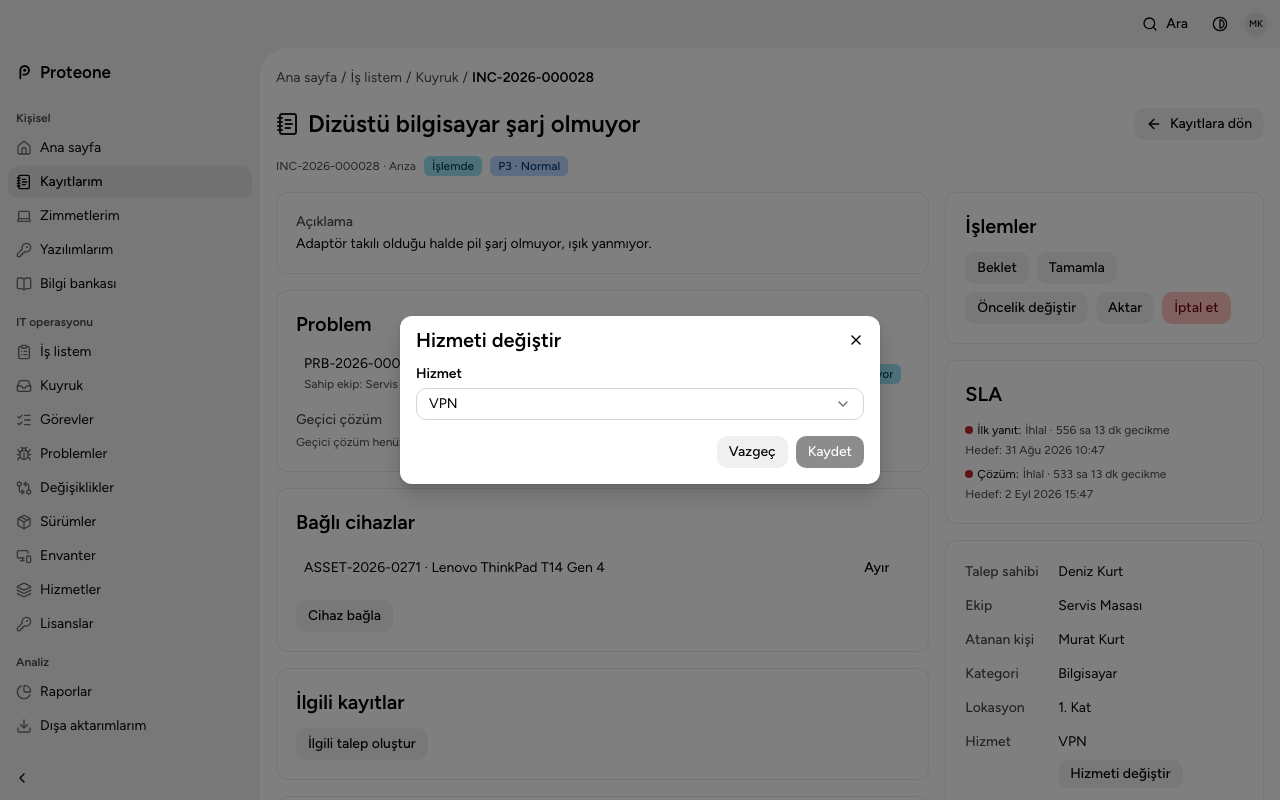 Ara
MK
Proteone
Kişisel
Ana sayfa
Kayıtlarım
Zimmetlerim
Yazılımlarım
Bilgi bankası
IT operasyonu
İş listem
Kuyruk
Görevler
Problemler
Değişiklikler
Sürümler
Envanter
Hizmetler
Lisanslar
Analiz
Raporlar
Dışa aktarımlarım
Ana sayfa / İş listem / Kuyruk / INC-2026-000028
Dizüstü bilgisayar şarj olmuyor
Kayıtlara dön
INC-2026-000028 · Arıza
İşlemde
P3 · Normal
Açıklama
Adaptör takılı olduğu halde pil şarj olmuyor, ışık yanmıyor.
Problem
PRB-2026-000
Sahip ekip: Servis
Geçici çözüm
Geçici çözüm
Hizmeti değiştir
Hizmet
VPN
Vazgeç
Kaydet
Bağlı cihazlar
ASSET-2026-0271 · Lenovo ThinkPad T14 Gen 4
Ayır
Cihaz bağla
İlgili kayıtlar
İlgili talep oluştur
İşlemler
Beklet
Tamamla
Öncelik değiştir
Aktar
İptal et
SLA
İlk yanıt: İhlal · 556 sa 13 dk gecikme
Hedef: 31 Ağu 2026 10:47
Çözüm: İhlal · 533 sa 13 dk gecikme
Hedef: 2 Eyl 2026 15:47
Talep sahibi Deniz Kurt
Ekip Servis Masası
Atanan kişi Murat Kurt
Kategori Bilgisayar
Lokasyon 1. Kat
Hizmet VPN
Hizmeti değiştir